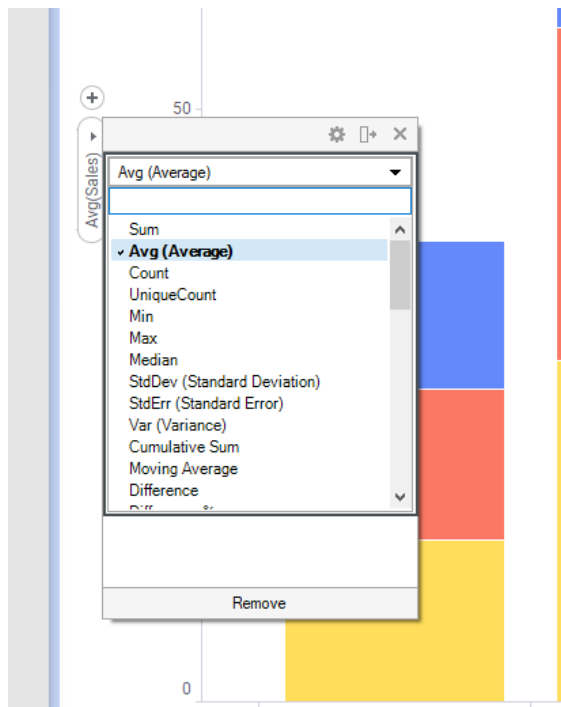 50
Avg(Sales)
Avg (Average)
Sum
Avg (Average)
Count
UniqueCount
Min
Max
Median
StdDev (Standard Deviation)
StdErr (Standard Error)
Var (Variance)
Cumulative Sum
Moving Average
Difference
Remove
0